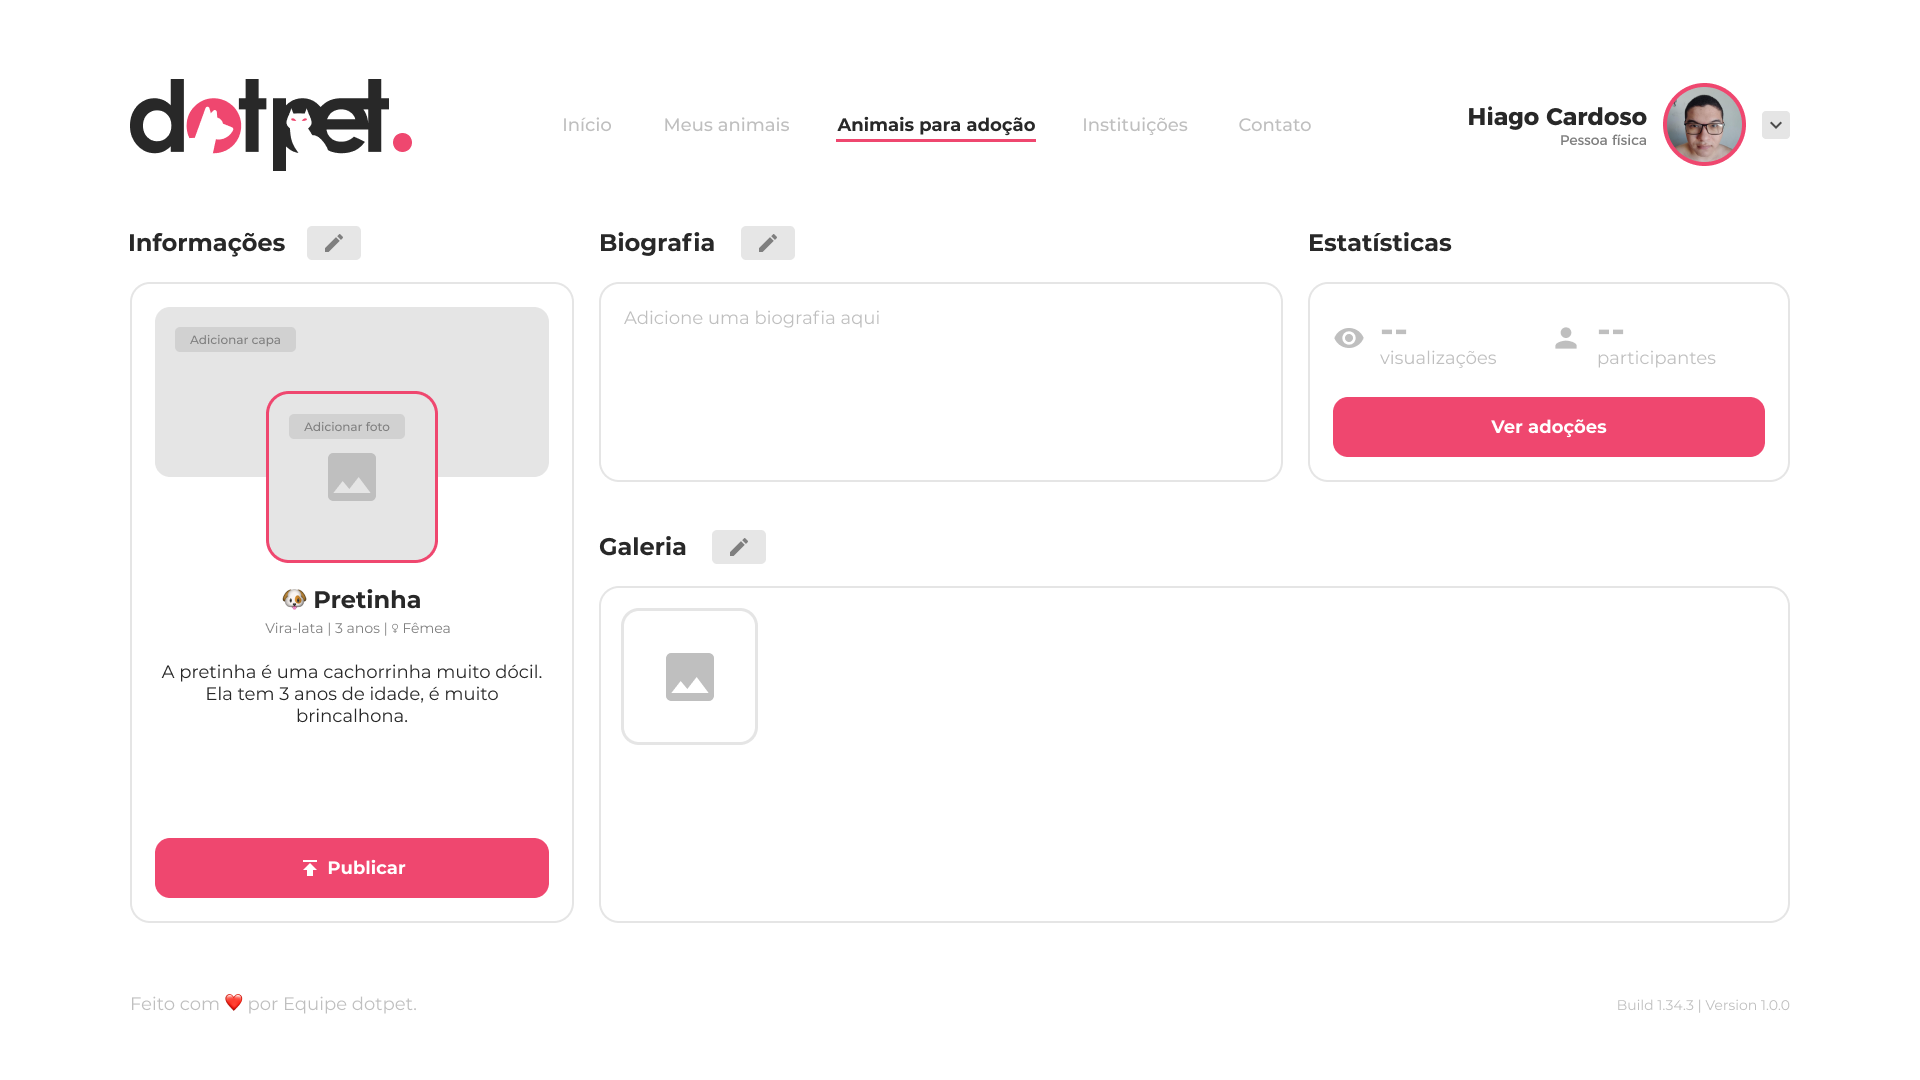 dotpet.
Início
Meus animais
Animais para adoção
Instituições
Contato
Hiago Cardoso
Pessoa física
Informações
Adicionar capa
Adicionar foto
🐶 Pretinha
Vira-lata | 3 anos | ♀ Fêmea
A pretinha é uma cachorrinha muito dócil.
Ela tem 3 anos de idade, é muito
brincalhona.
Publicar
Biografia
Adicione uma biografia aqui
Estatísticas
--
visualizações
--
participantes
Ver adoções
Galeria
Feito com ❤️ por Equipe dotpet.
Build 1.34.3 | Version 1.0.0